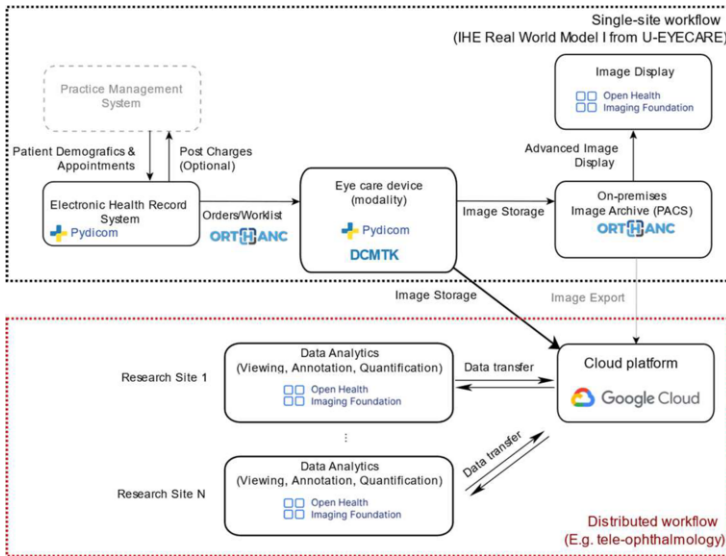 Single-site workflow
(IHE Real World Model I from U-EYECARE)
Practice Management
System
Image Display
Open Health
Imaging Foundation
Patient Demografics &
Appointments
Post Charges
(Optional)
Advanced Image
Display
Electronic Health Record
System
Pydicom
Orders/Worklist
ORTHANC
Eye care device
(modality)
Pydicom
DCMTK
Image Storage
On-premises
Image Archive (PACS)
ORTHANC
Image Storage
Image Export
Research Site 1
Data Analytics
(Viewing, Annotation, Quantification)
Open Health
Imaging Foundation
Data transfer
Cloud platform
Google Cloud
...
Research Site N
Data Analytics
(Viewing, Annotation, Quantification)
Open Health
Imaging Foundation
Data transfer
Distributed workflow
(E.g. tele-ophthalmology)